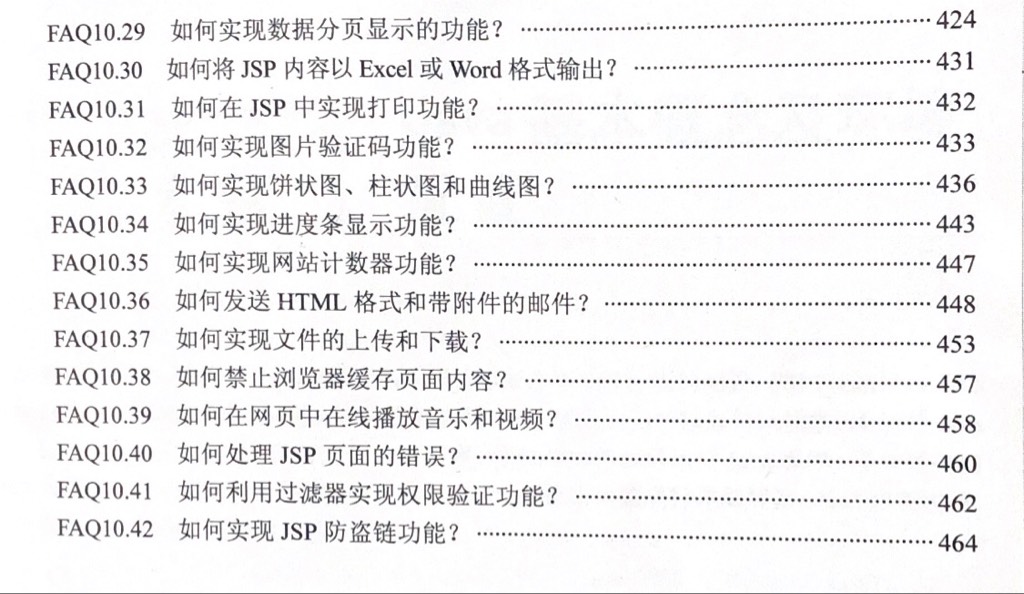 FAQ10.29 如何实现数据分页显示的功能？ 424
FAQ10.30 如何将 JSP 内容以 Excel 或 Word 格式输出？ 431
FAQ10.31 如何在 JSP 中实现打印功能？ 432
FAQ10.32 如何实现图片验证码功能？ 433
FAQ10.33 如何实现饼状图、柱状图和曲线图？ 436
FAQ10.34 如何实现进度条显示功能？ 443
FAQ10.35 如何实现网站计数器功能？ 447
FAQ10.36 如何发送 HTML 格式和带附件的邮件？ 448
FAQ10.37 如何实现文件的上传和下载？ 453
FAQ10.38 如何禁止浏览器缓存页面内容？ 457
FAQ10.39 如何在网页中在线播放音乐和视频？ 458
FAQ10.40 如何处理 JSP 页面的错误？ 460
FAQ10.41 如何利用过滤器实现权限验证功能？ 462
FAQ10.42 如何实现 JSP 防盗链功能？ 464